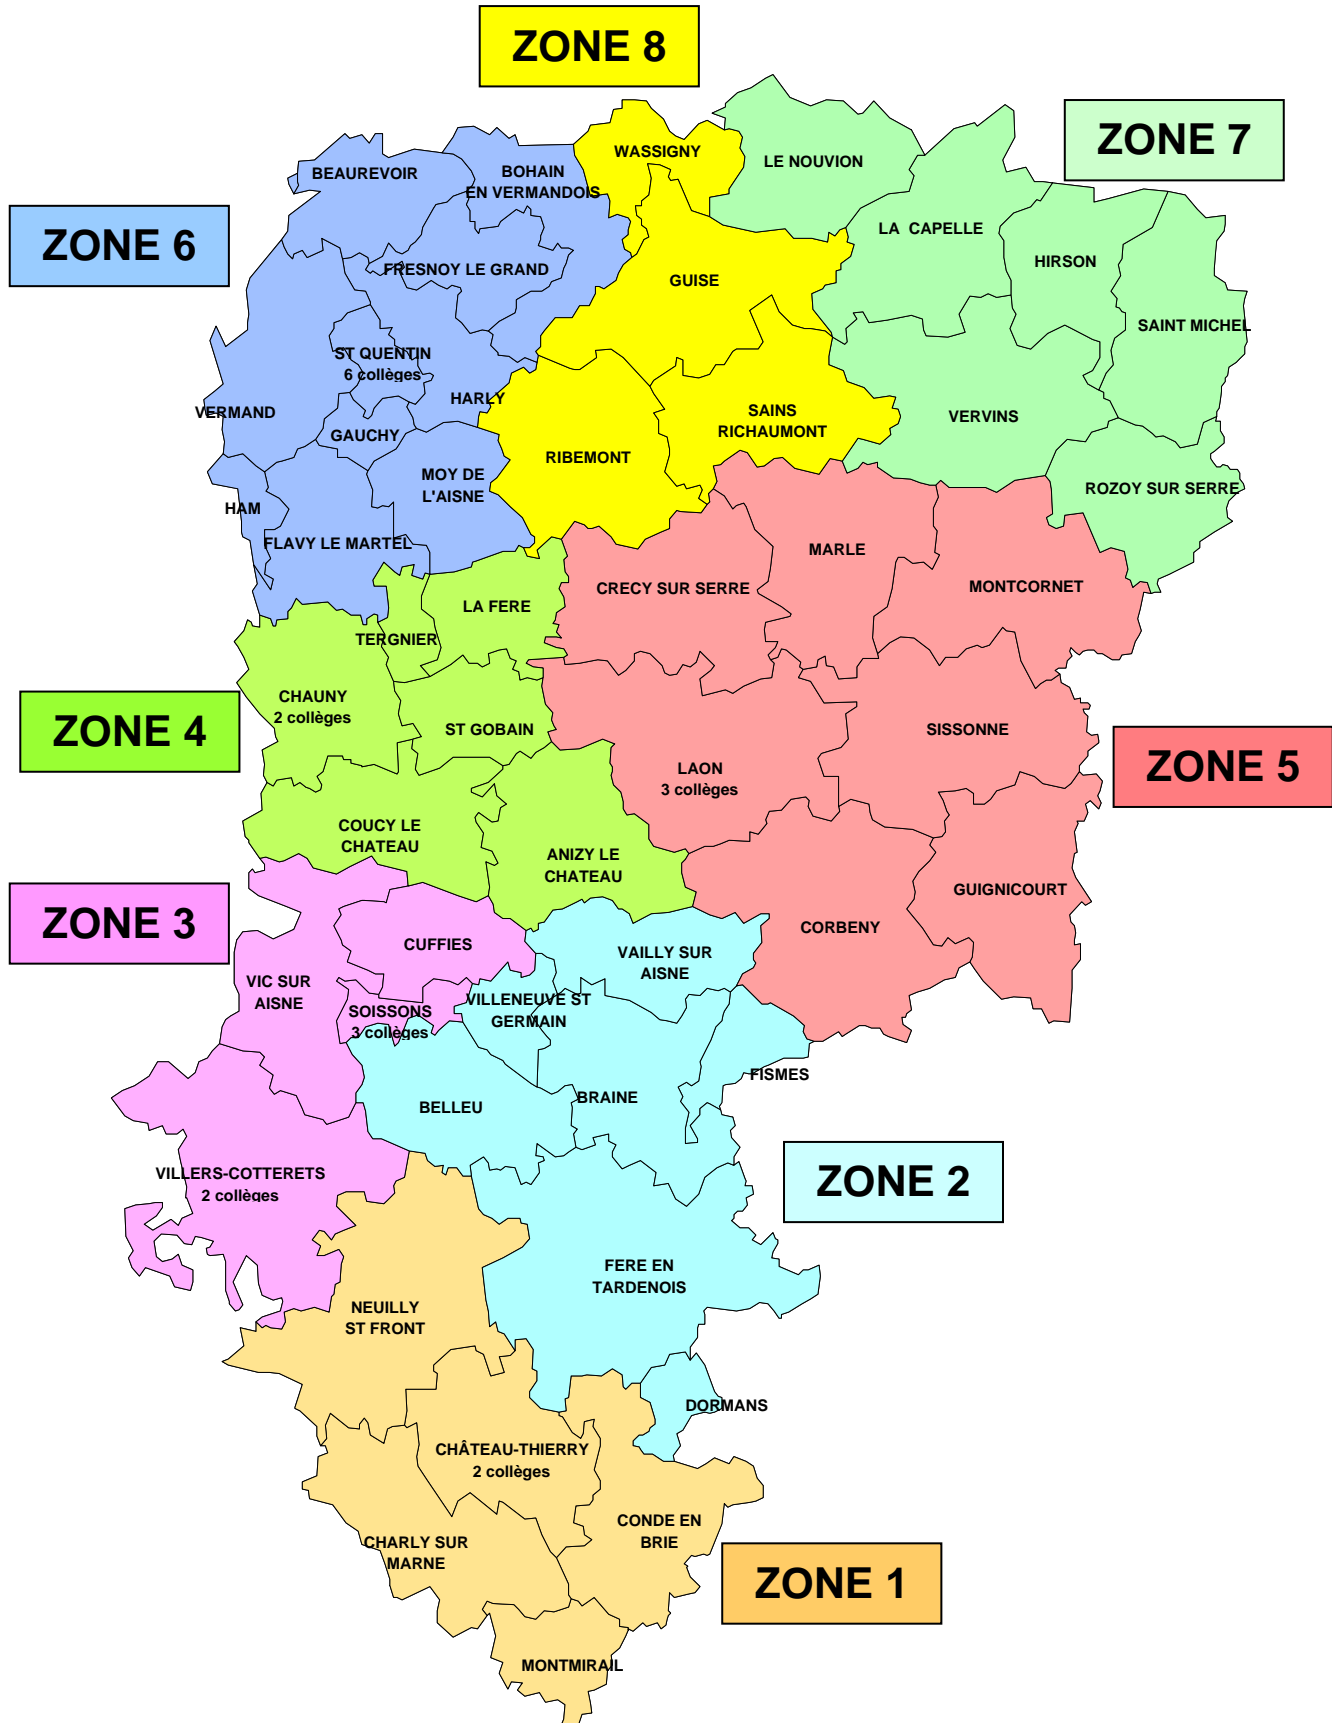 ZONE 8
ZONE 7
WASSIGNY
LE NOUVION
BEAUREVOIR
BOHAIN
EN VERMANDOIS
ZONE 6
LA CAPELLE
HIRSON
FRESNOY LE GRAND
GUISE
SAINT MICHEL
ST QUENTIN
6 collèges
HARLY
VERMAND
SAINS
RICHAUMONT
VERVINS
GAUCHY
RIBEMONT
MOY DE
L'AISNE
ROZOY SUR SERRE
HAM
FLAVY LE MARTEL
MARLE
CRECY SUR SERRE
MONTCORNET
LA FERE
TERGNIER
CHAUNY
2 collèges
ZONE 4
ST GOBAIN
SISSONNE
LAON
3 collèges
ZONE 5
COUCY LE
CHATEAU
ANIZY LE
CHATEAU
GUIGNICOURT
ZONE 3
CUFFIES
CORBENY
VAILLY SUR
AISNE
VIC SUR
AISNE
SOISSONS
3 collèges
VILLENEUVE ST
GERMAIN
FISMES
BRAINE
BELLEU
VILLERS-COTTERETS
2 collèges
ZONE 2
FERE EN
TARDENOIS
NEUILLY
ST FRONT
DORMANS
CHÂTEAU-THIERRY
2 collèges
CONDE EN
BRIE
CHARLY SUR
MARNE
ZONE 1
MONTMIRAIL